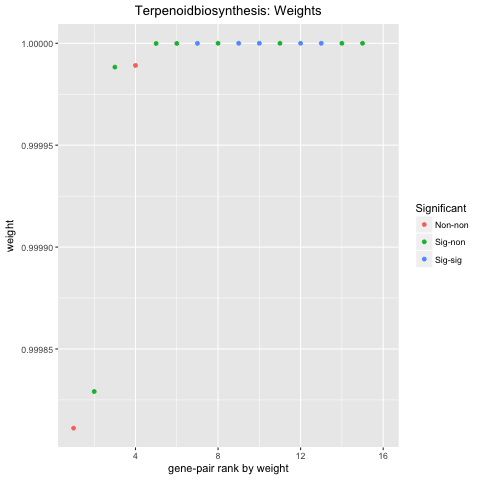 Terpenoidbiosynthesis: Weights
1.00000
0.99995
0.99990
0.99985
weight
4
8
12
16
gene-pair rank by weight
Significant
Non-non
Sig-non
Sig-sig